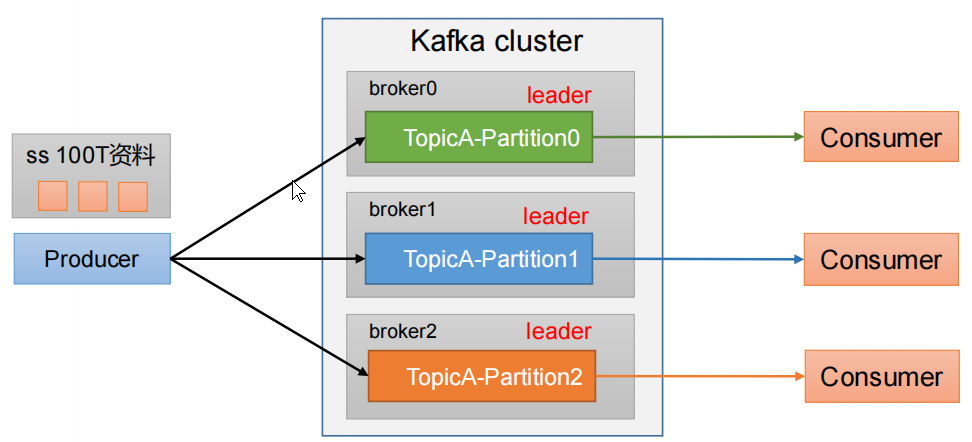 Kafka cluster
broker0
leader
TopicA-Partition0
Consumer
ss 100T资料
broker1
leader
Producer
TopicA-Partition1
Consumer
broker2
leader
TopicA-Partition2
Consumer